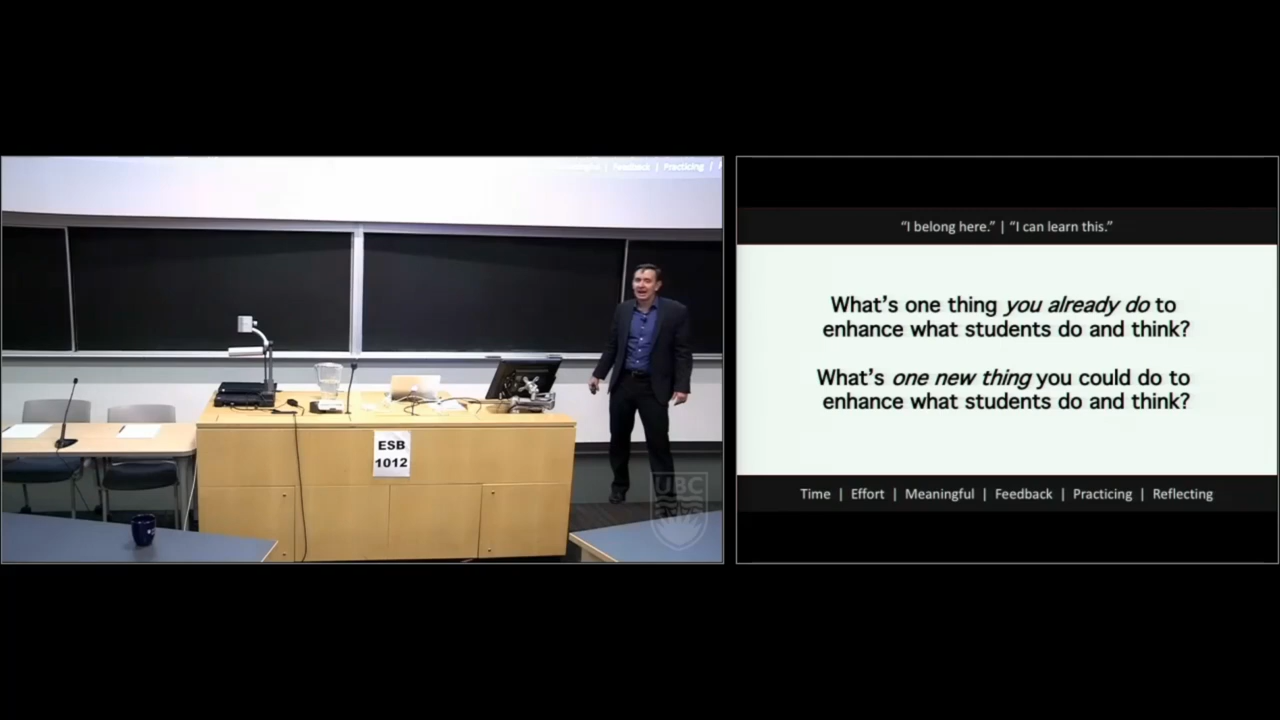 Feedback | Practicing |
ESB
1012
UBC
“I belong here.” | “I can learn this.”
What’s one thing you already do to
enhance what students do and think?
What’s one new thing you could do to
enhance what students do and think?
Time | Effort | Meaningful | Feedback | Practicing | Reflecting